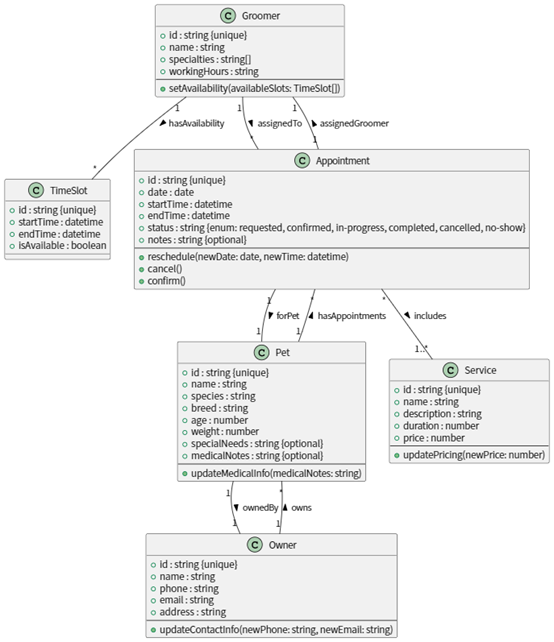 C Groomer
id : string {unique}
name : string
specialties : string[]
workingHours : string
setAvailability(availableSlots: TimeSlot[])
1 1 1
hasAvailability assignedTo assignedGroomer
* * 1
C Appointment
id : string {unique}
date : date
startTime : datetime
endTime : datetime
status : string {enum: requested, confirmed, in-progress, completed, cancelled, no-show}
notes : string {optional}
reschedule(newDate: date, newTime: datetime)
cancel()
confirm()
C TimeSlot
id : string {unique}
startTime : datetime
endTime : datetime
isAvailable : boolean
1 * *
forPet hasAppointments includes
1 1 1..*
C Pet
id : string {unique}
name : string
species : string
breed : string
age : number
weight : number
specialNeeds : string {optional}
medicalNotes : string {optional}
updateMedicalInfo(medicalNotes: string)
C Service
id : string {unique}
name : string
description : string
duration : number
price : number
updatePricing(newPrice: number)
1 *
ownedBy owns
1 1
C Owner
id : string {unique}
name : string
phone : string
email : string
address : string
updateContactInfo(newPhone: string, newEmail: string)